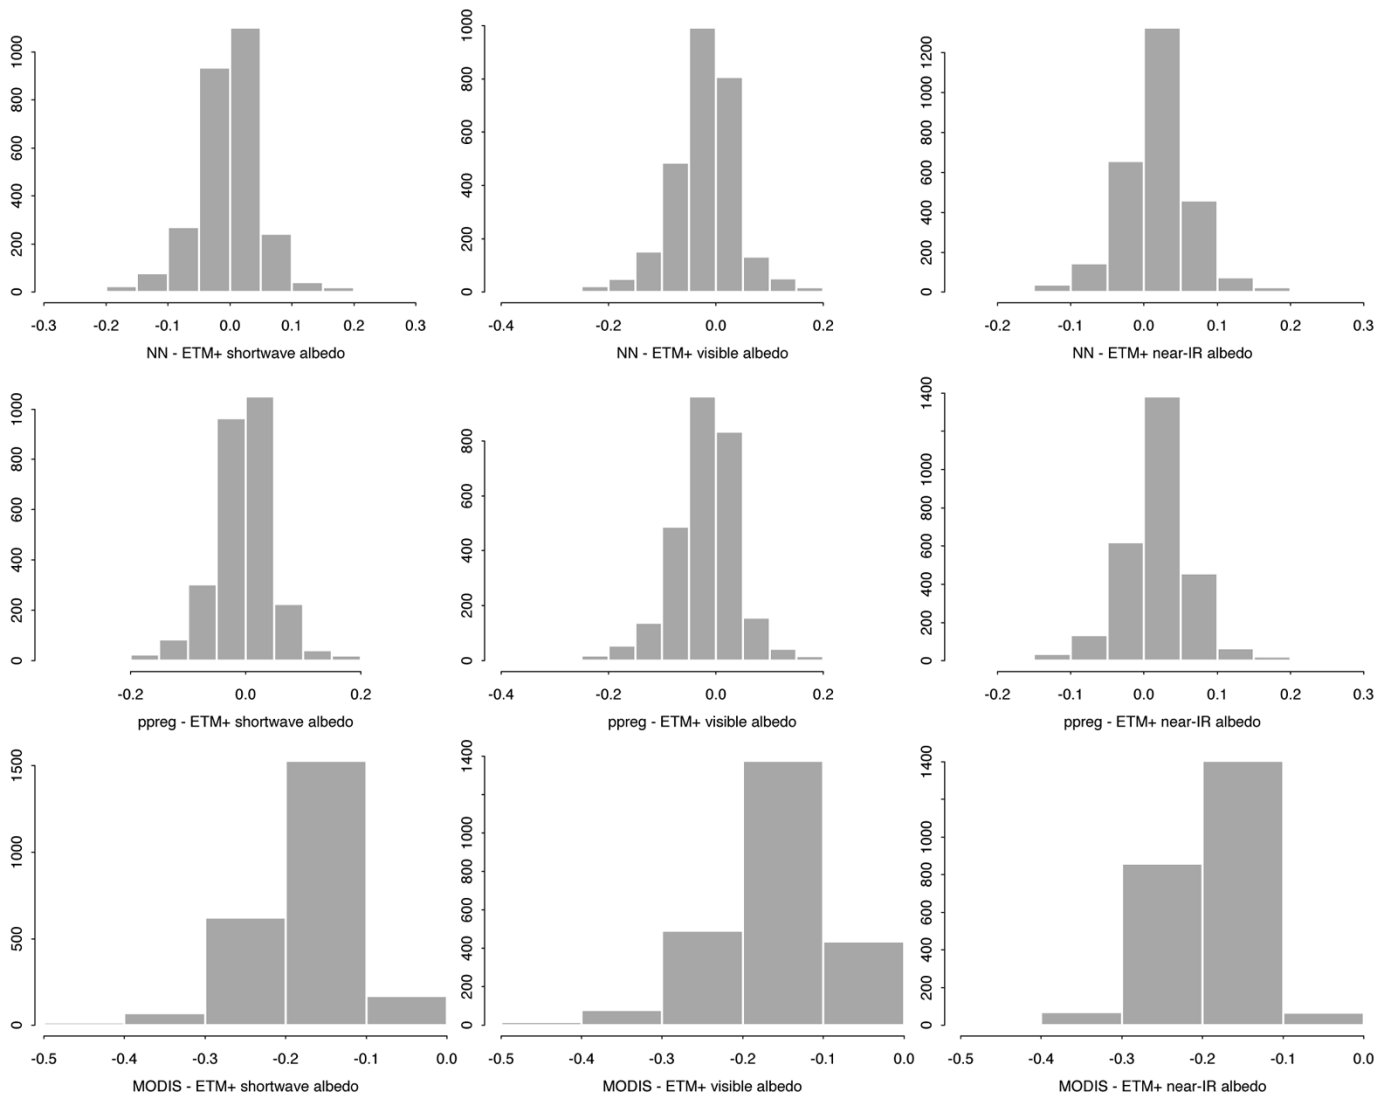 0 200 400 600 800 1000
-0.3 -0.2 -0.1 0.0 0.1 0.2 0.3
NN - ETM+ shortwave albedo
0 200 400 600 800 1000
-0.4 -0.2 0.0 0.2
NN - ETM+ visible albedo
0 200 400 600 800 1000 1200
-0.2 -0.1 0.0 0.1 0.2 0.3
NN - ETM+ near-IR albedo
0 200 400 600 800 1000
-0.2 0.0 0.2
ppreg - ETM+ shortwave albedo
0 200 400 600 800
-0.4 -0.2 0.0 0.2
ppreg - ETM+ visible albedo
0 200 400 600 800 1000 1400
-0.2 -0.1 0.0 0.1 0.2 0.3
ppreg - ETM+ near-IR albedo
0 500 1000 1500
-0.5 -0.4 -0.3 -0.2 -0.1 0.0
MODIS - ETM+ shortwave albedo
0 200 400 600 800 1000 1400
-0.5 -0.4 -0.3 -0.2 -0.1 0.0
MODIS - ETM+ visible albedo
0 200 400 600 800 1000 1400
-0.5 -0.4 -0.3 -0.2 -0.1 0.0
MODIS - ETM+ near-IR albedo